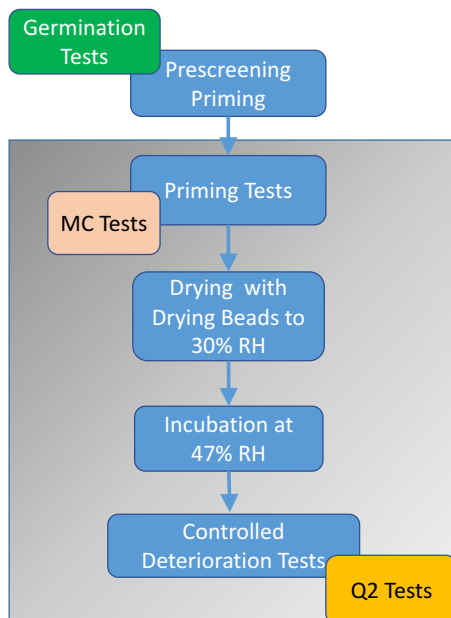 Germination
Tests
Prescreening
Priming
Priming Tests
MC Tests
Drying with
Drying Beads to
30% RH
Incubation at
47% RH
Controlled
Deterioration Tests
Q2 Tests